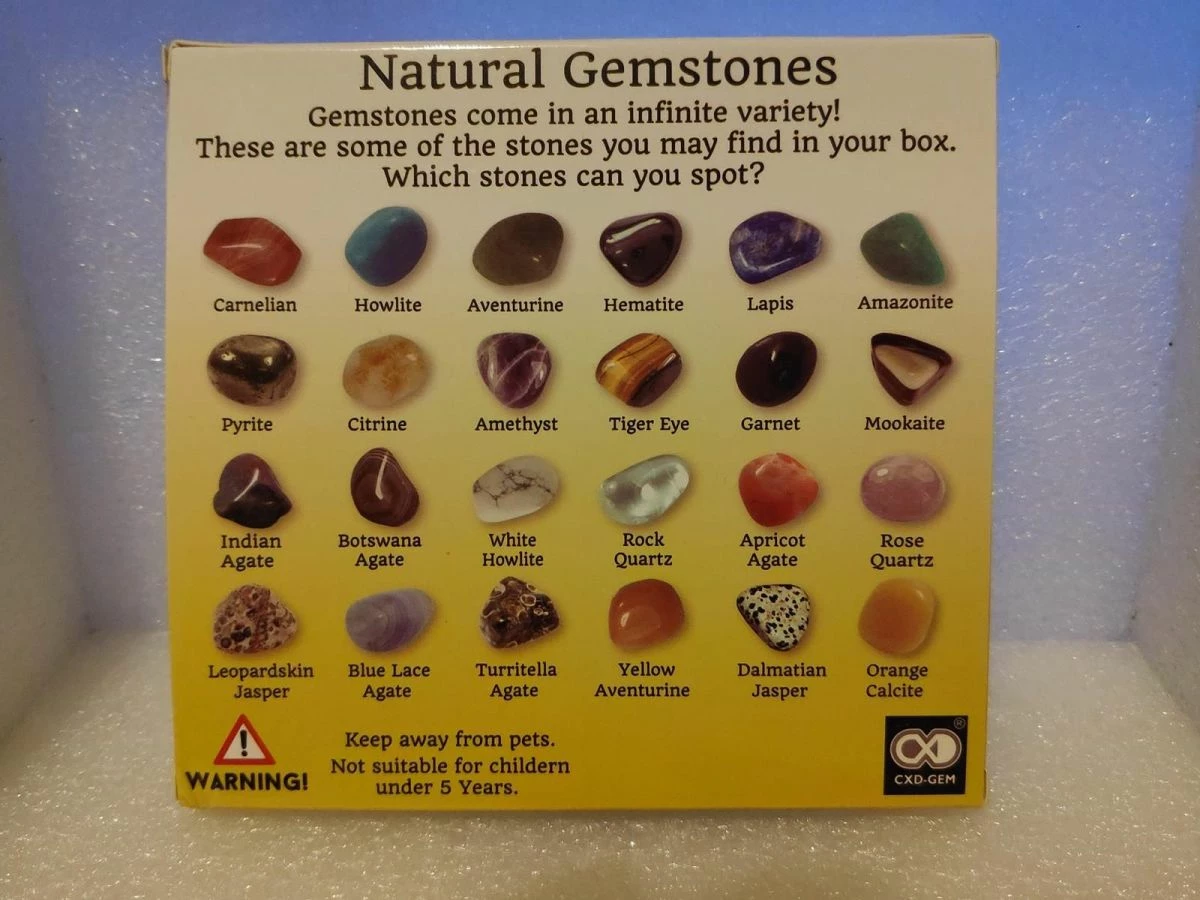 Natural Gemstones
Gemstones come in an infinite variety!
These are some of the stones you may find in your box.
Which stones can you spot?
Carnelian Howlite Aventurine Hematite Lapis Amazonite
Pyrite Citrine Amethyst Tiger Eye Garnet Mookaite
Indian Agate
Botswana Agate
White Howlite
Rock Quartz
Apricot Agate
Rose Quartz
Leopardskin Jasper
Blue Lace Agate
Turritella Agate
Yellow Aventurine
Dalmatian Jasper
Orange Calcite
!
WARNING!
Keep away from pets.
Not suitable for childern
under 5 Years.
®
CXD
CXD-GEM